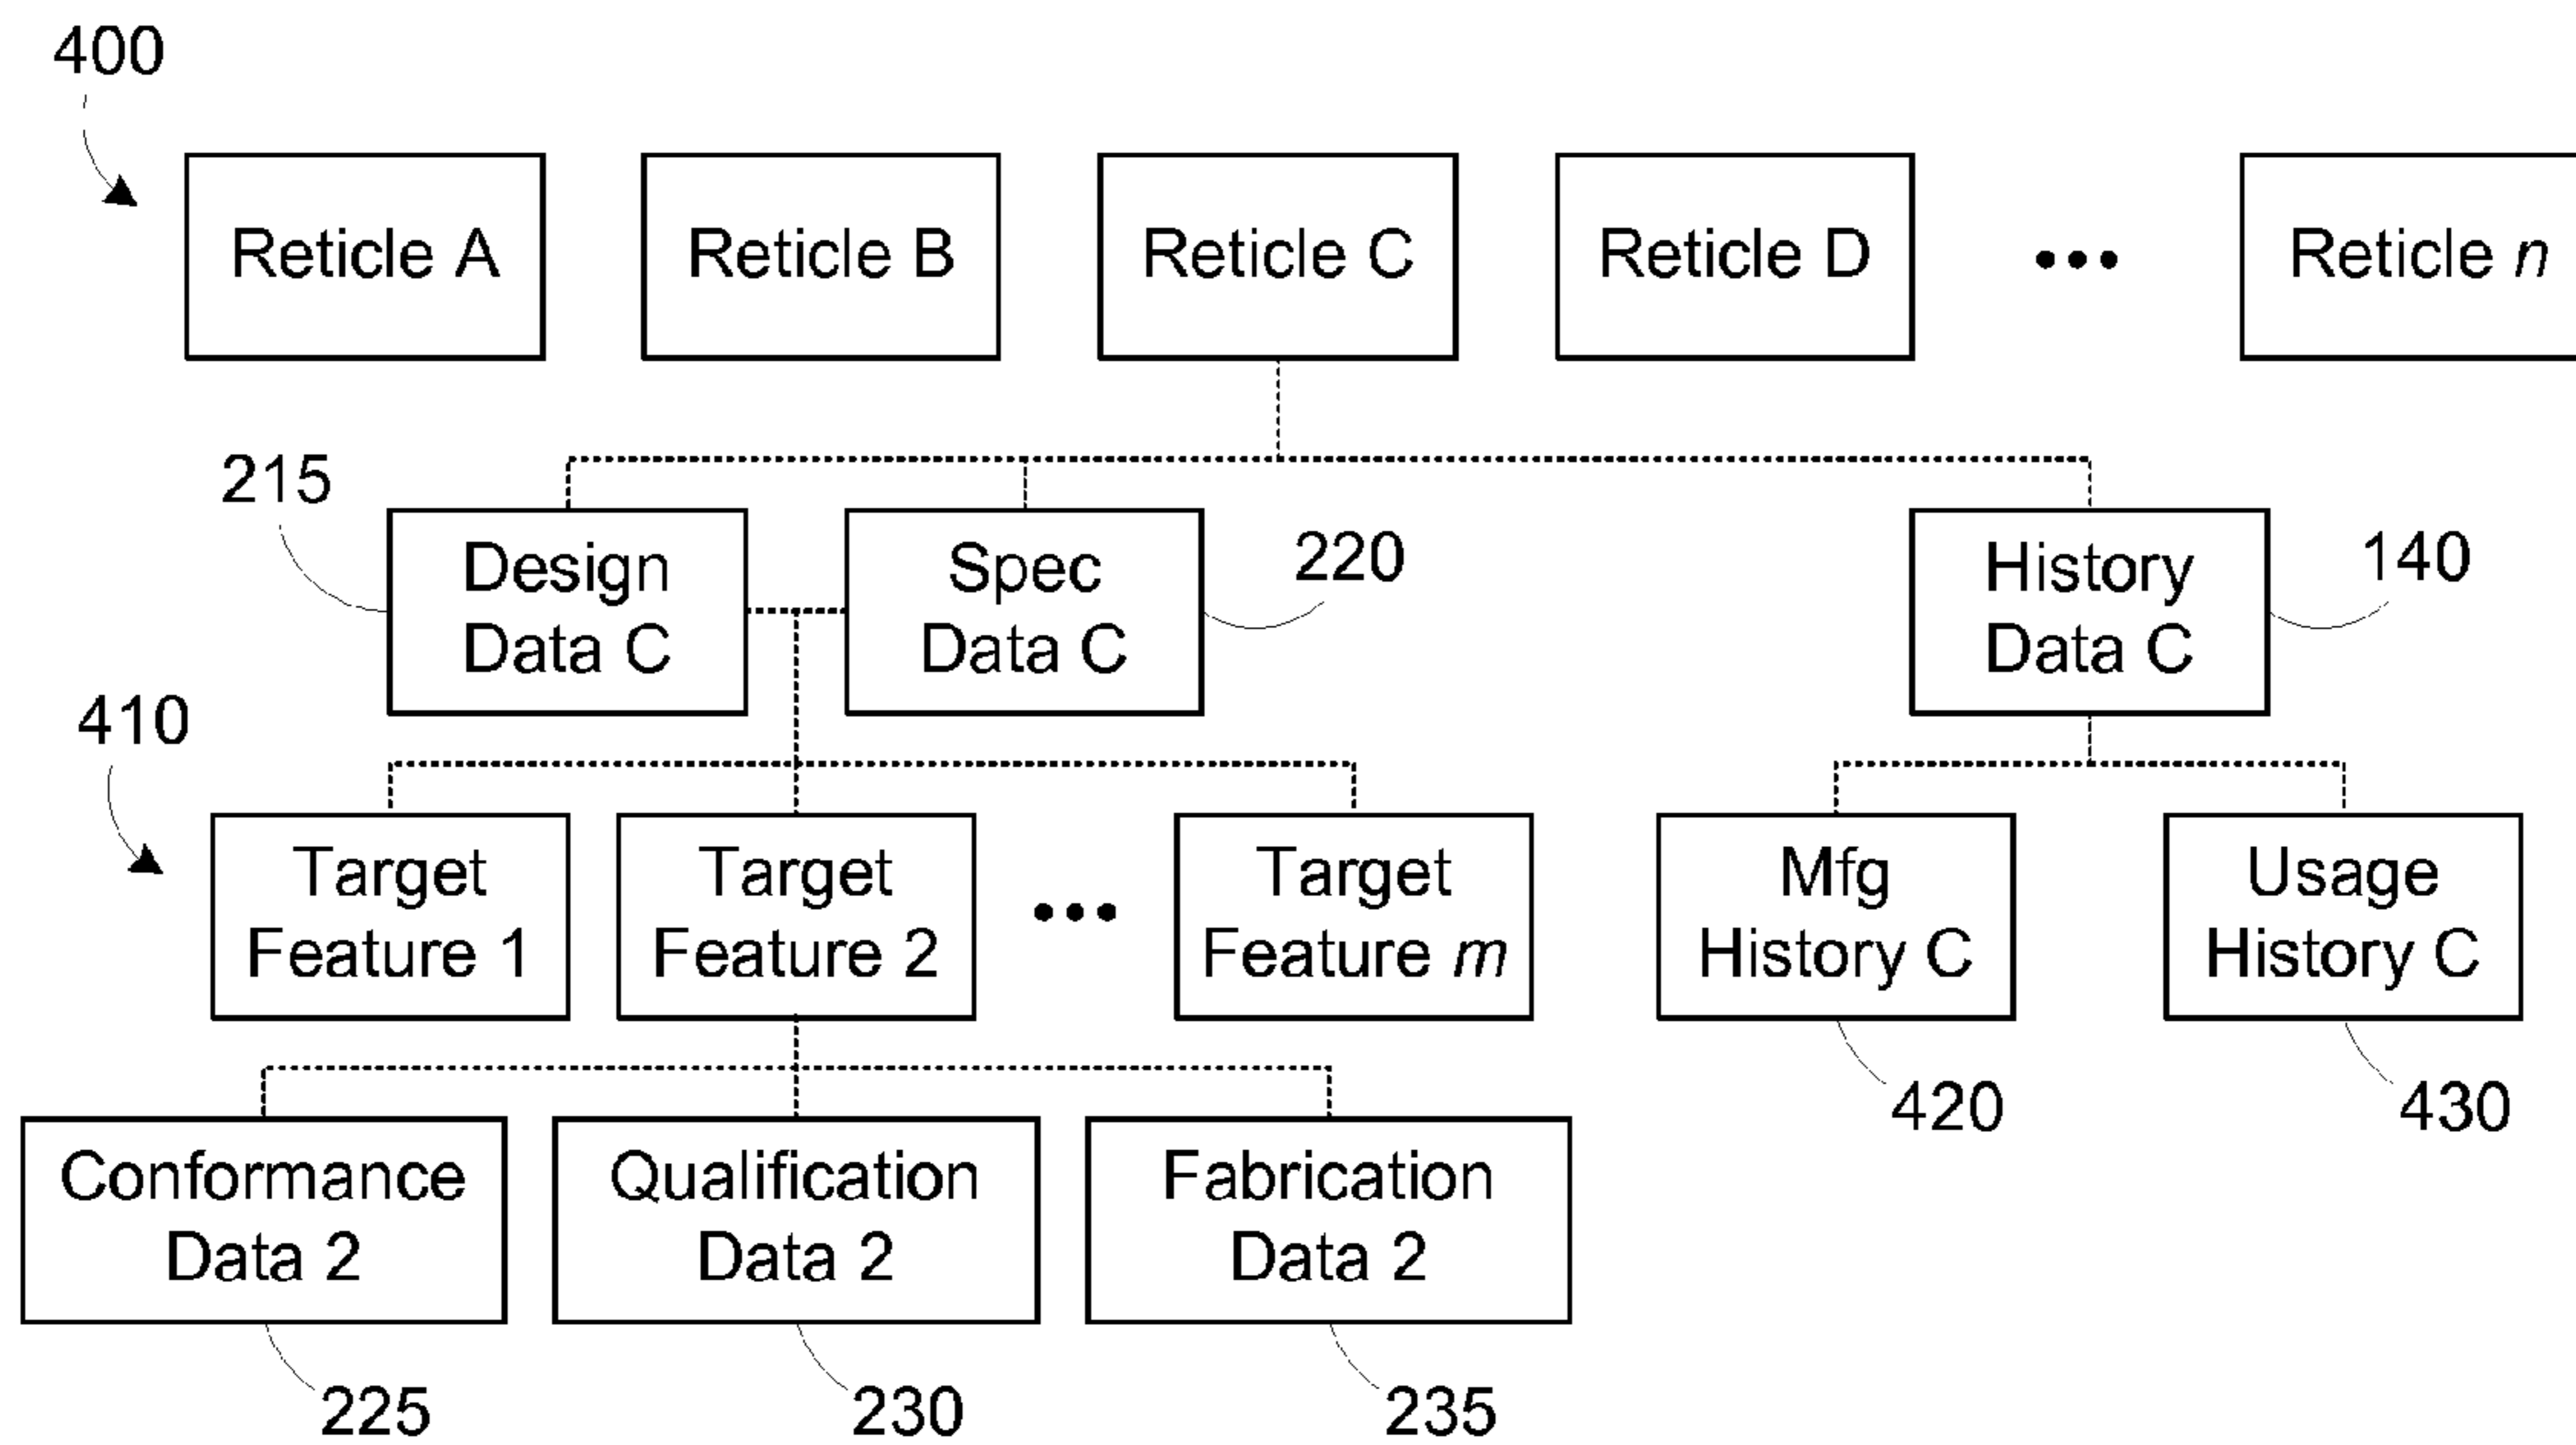 400
Reticle A
Reticle B
Reticle C
Reticle D
•••
Reticle n
215
Design
Data C
Spec
Data C
220
History
Data C
140
410
Target
Feature 1
Target
Feature 2
•••
Target
Feature m
Mfg
History C
Usage
History C
420
430
Conformance
Data 2
Qualification
Data 2
Fabrication
Data 2
225
230
235